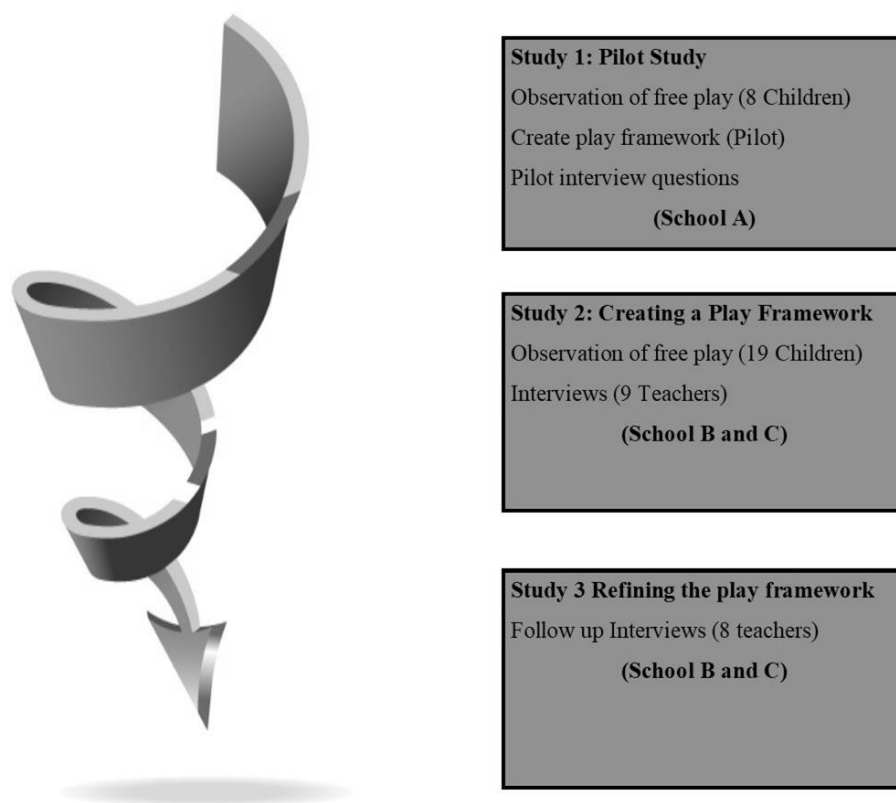 Study 1: Pilot Study
Observation of free play (8 Children)
Create play framework (Pilot)
Pilot interview questions
(School A)
Study 2: Creating a Play Framework
Observation of free play (19 Children)
Interviews (9 Teachers)
(School B and C)
Study 3 Refining the play framework
Follow up Interviews (8 teachers)
(School B and C)